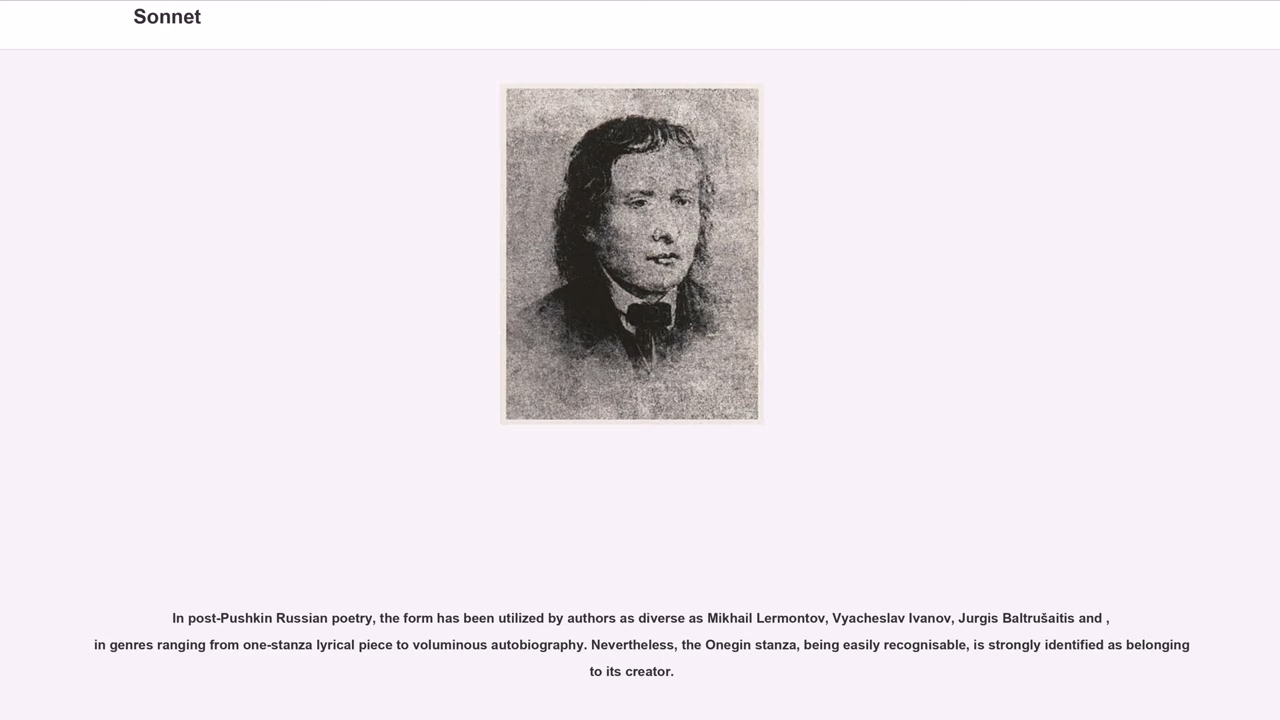 Sonnet
In post-Pushkin Russian poetry, the form has been utilized by authors as diverse as Mikhail Lermontov, Vyacheslav Ivanov, Jurgis Baltrušaitis and ,
in genres ranging from one-stanza lyrical piece to voluminous autobiography. Nevertheless, the Onegin stanza, being easily recognisable, is strongly identified as belonging
to its creator.